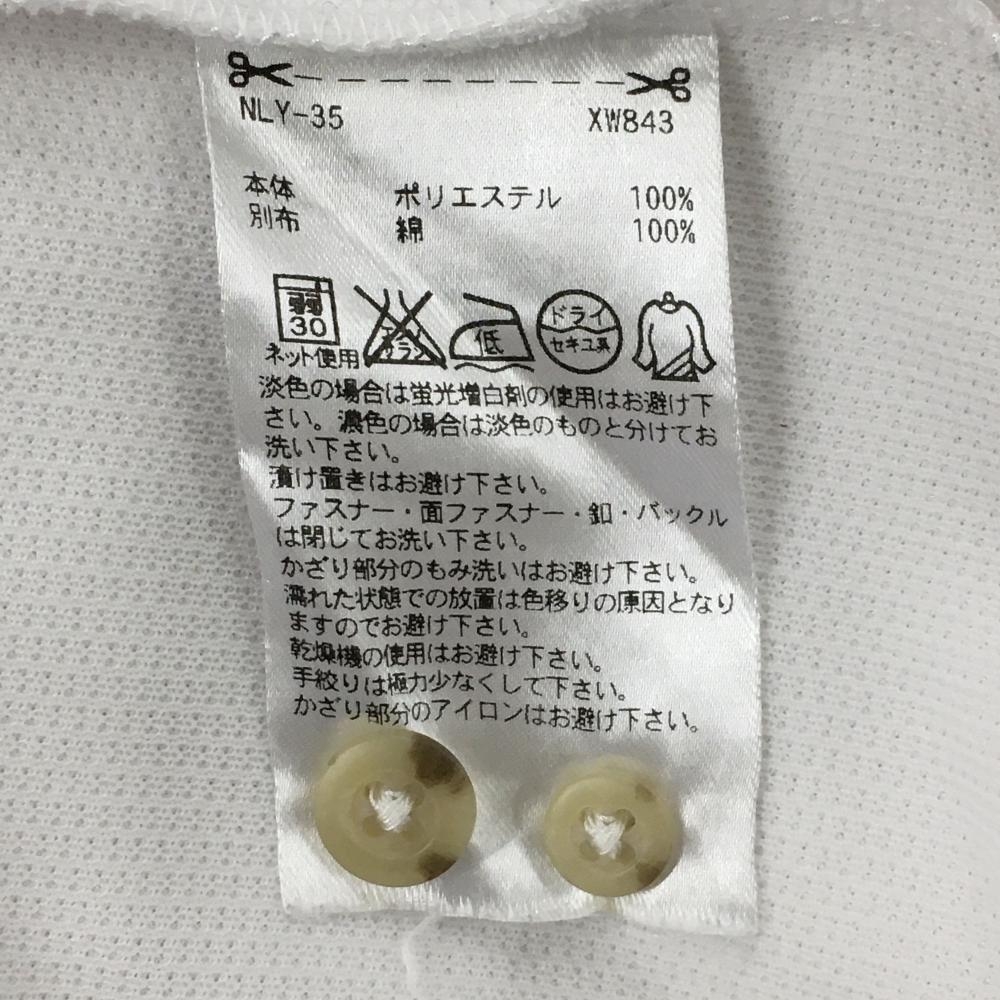 NLY-35 XW843
本体 ポリエステル 100%
別布 綿 100%
弱
30
ネット使用
エンソ
サラシ
低
ドライ
セキユ系
淡色の場合は蛍光増白剤の使用はお避け下
さい。濃色の場合は淡色のものと分けてお
洗い下さい。
漬け置きはお避け下さい。
ファスナー・面ファスナー・釦・バックル
は閉じてお洗い下さい。
かざり部分のもみ洗いはお避け下さい。
濡れた状態での放置は色移りの原因となり
ますのでお避け下さい。
乾燥機の使用はお避け下さい。
手絞りは極力少なくして下さい。
かざり部分のアイロンはお避け下さい。